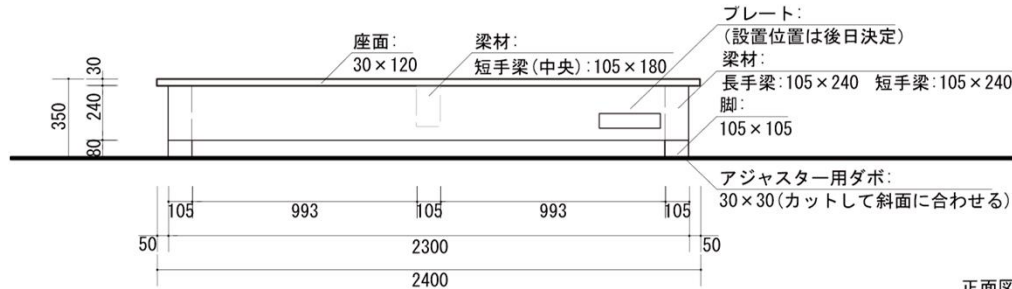 プレート:
(設置位置は後日決定)
座面:
30×120
梁材:
短手梁(中央):105×180
梁材:
長手梁:105×240 短手梁:105×240
脚:
105×105
30
240
80
350
アジャスター用ダボ:
30×30(カットして斜面に合わせる)
105
993
105
993
105
50
2300
50
2400
正面図